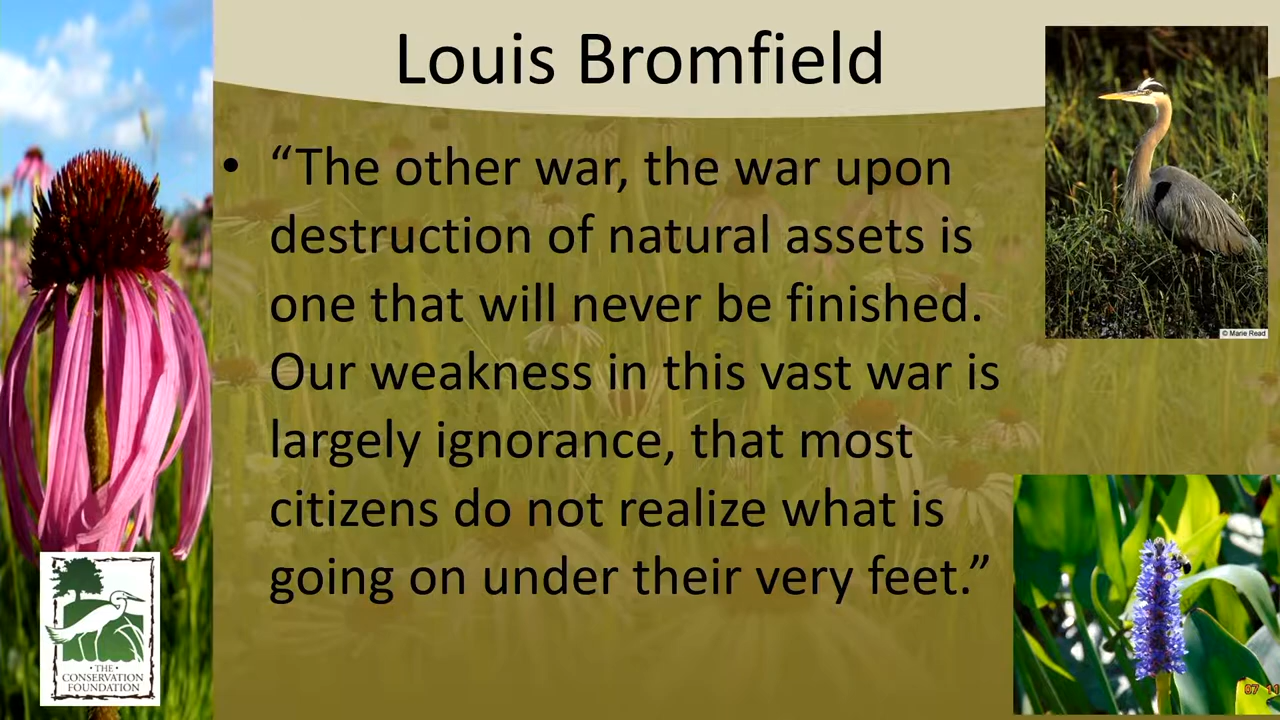 Louis Bromfield
• “The other war, the war upon
destruction of natural assets is
one that will never be finished.
Our weakness in this vast war is
largely ignorance, that most
citizens do not realize what is
going on under their very feet.”
© Marie Read
• THE •
CONSERVATION
FOUNDATION